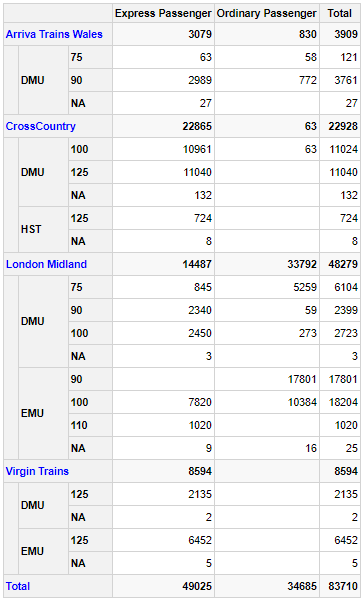 Express Passenger Ordinary Passenger Total
Arriva Trains Wales 3079 830 3909
DMU 75 63 58 121
90 2989 772 3761
NA 27 27
CrossCountry 22865 63 22928
DMU 100 10961 63 11024
125 11040 11040
NA 132 132
HST 125 724 724
NA 8 8
London Midland 14487 33792 48279
DMU 75 845 5259 6104
90 2340 59 2399
100 2450 273 2723
NA 3 3
EMU 90 17801 17801
100 7820 10384 18204
110 1020 1020
NA 9 16 25
Virgin Trains 8594 8594
DMU 125 2135 2135
NA 2 2
EMU 125 6452 6452
NA 5 5
Total 49025 34685 83710